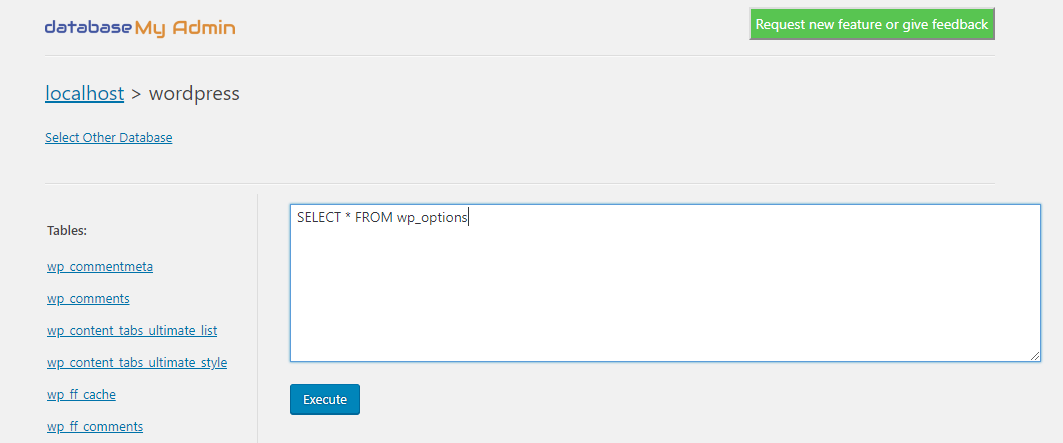 database My Admin
Request new feature or give feedback
localhost > wordpress
Select Other Database
Tables:
wp_commentmeta
wp_comments
wp_content_tabs_ultimate_list
wp_content_tabs_ultimate_style
wp_ff_cache
wp_ff_comments
SELECT * FROM wp_options
Execute